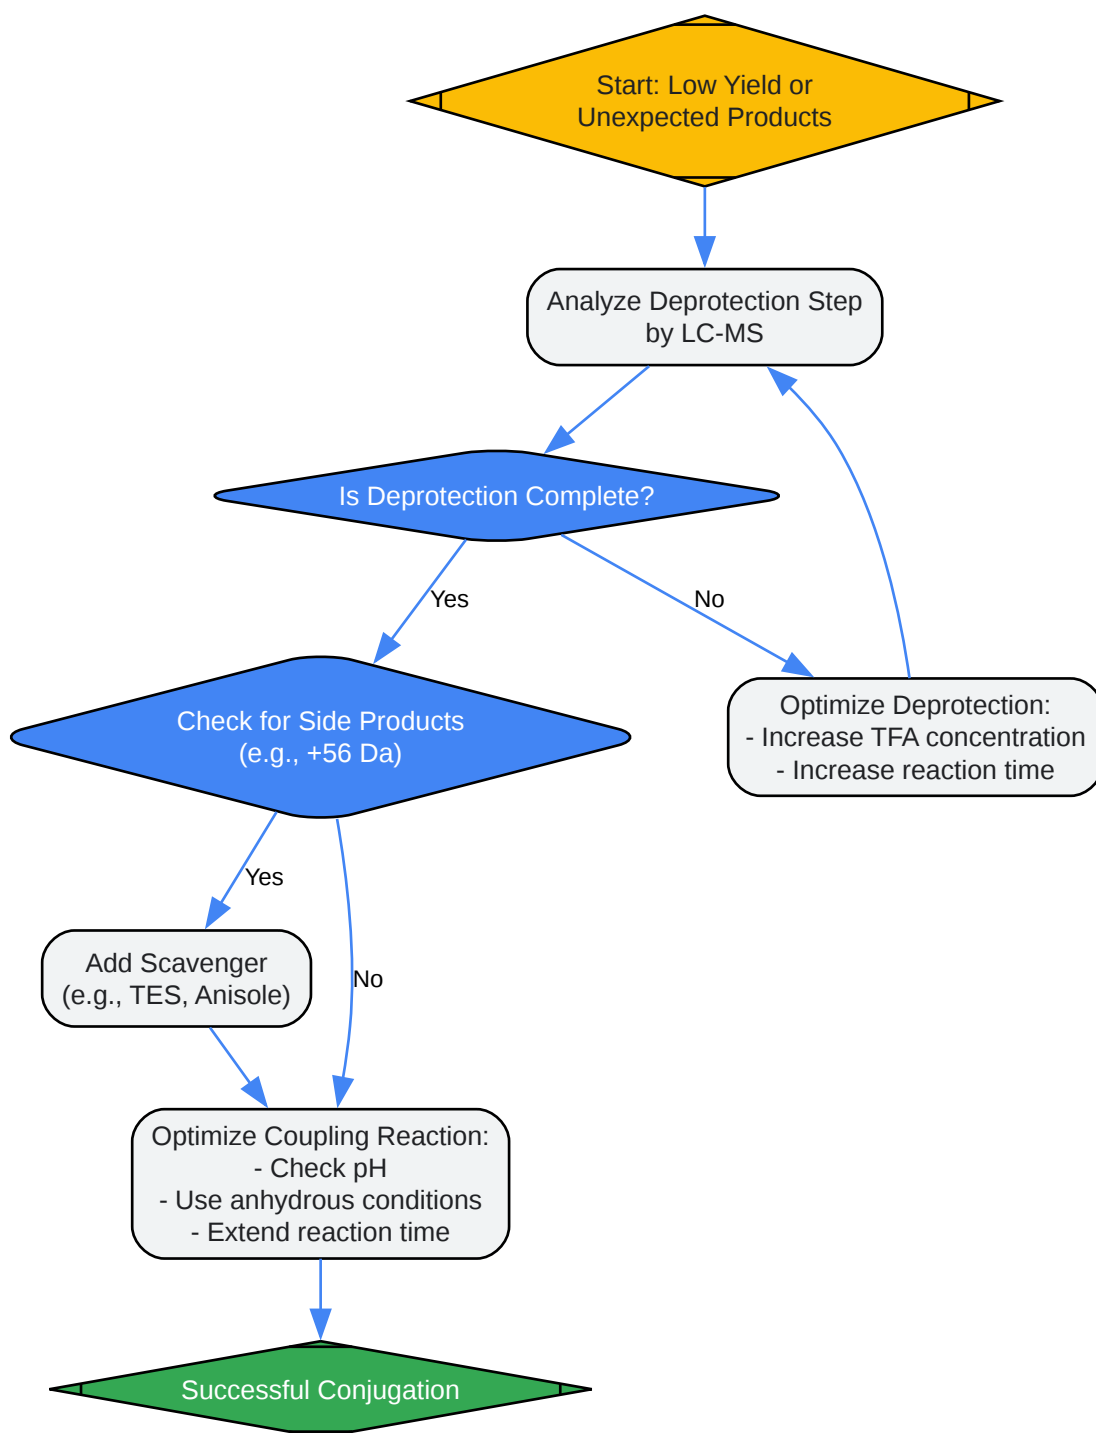 Start: Low Yield or
Unexpected Products
Analyze Deprotection Step
by LC-MS
Is Deprotection Complete?
Yes
No
Check for Side Products
(e.g., +56 Da)
Optimize Deprotection:
- Increase TFA concentration
- Increase reaction time
Yes
No
Add Scavenger
(e.g., TES, Anisole)
Optimize Coupling Reaction:
- Check pH
- Use anhydrous conditions
- Extend reaction time
Successful Conjugation